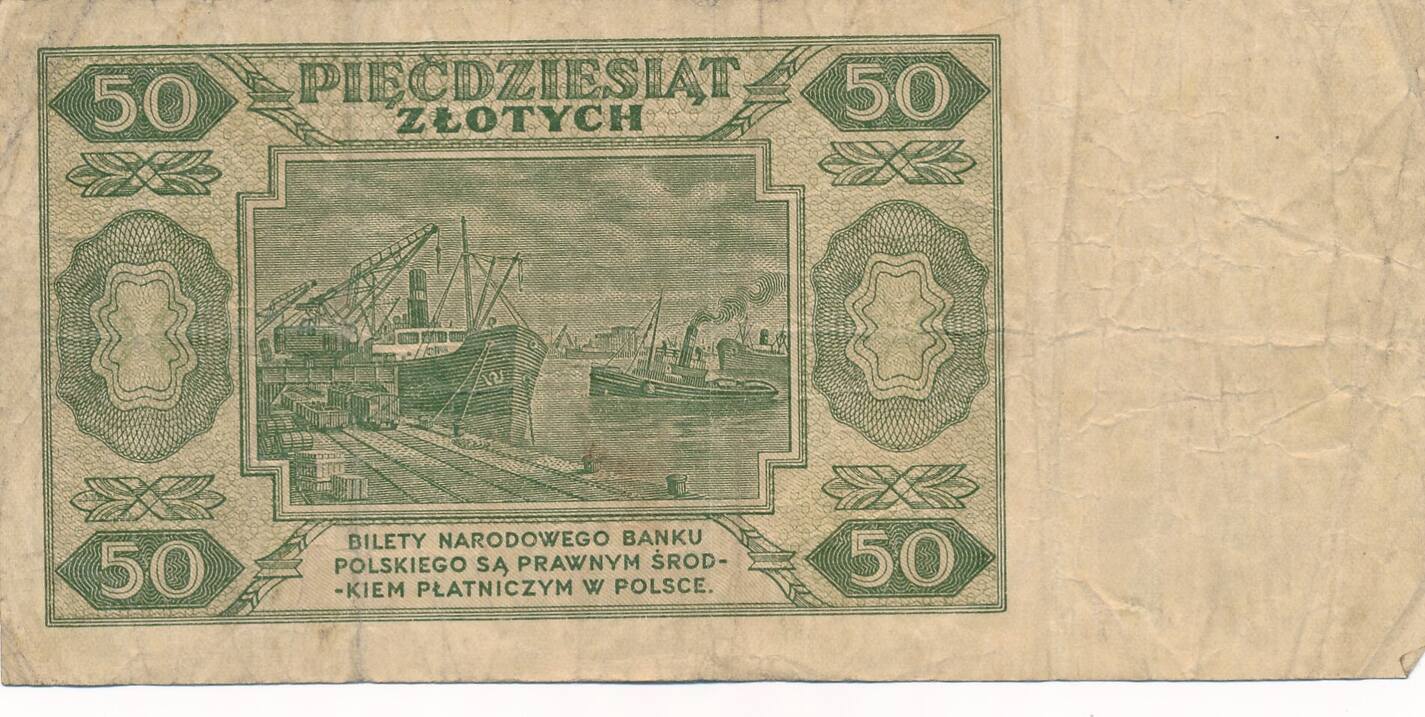 50 PIĘĆDZIESIĄT 50
ZŁOTYCH
50 BILETY NARODOWEGO BANKU 50
POLSKIEGO SĄ PRAWNYM ŚROD-
-KIEM PŁATNICZYM W POLSCE.